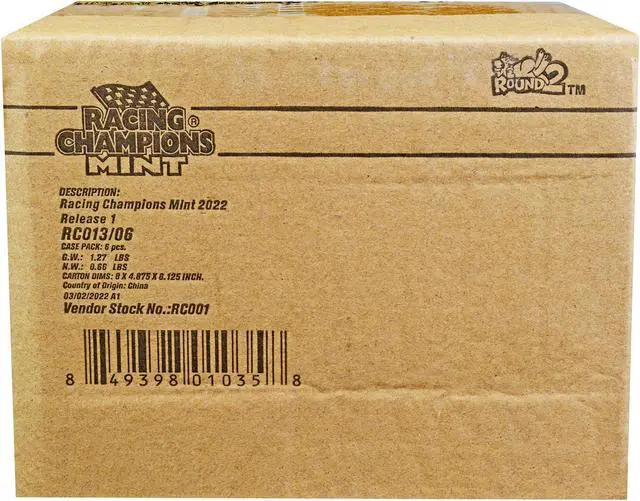 ROUND 2 TM
RACING ®
CHAMPIONS
MINT
DESCRIPTION:
Racing Champions Mint 2022
Release 1
RC013/06
CASE PACK: 6 pcs.
G.W.: 1.27 LBS
N.W.: 0.66 LBS
CARTON DIMS: 8 X 4.875 X 6.125 INCH.
Country of Origin: China
03/02/2022 A1
Vendor Stock No.:RC001
8 49398 01035 8